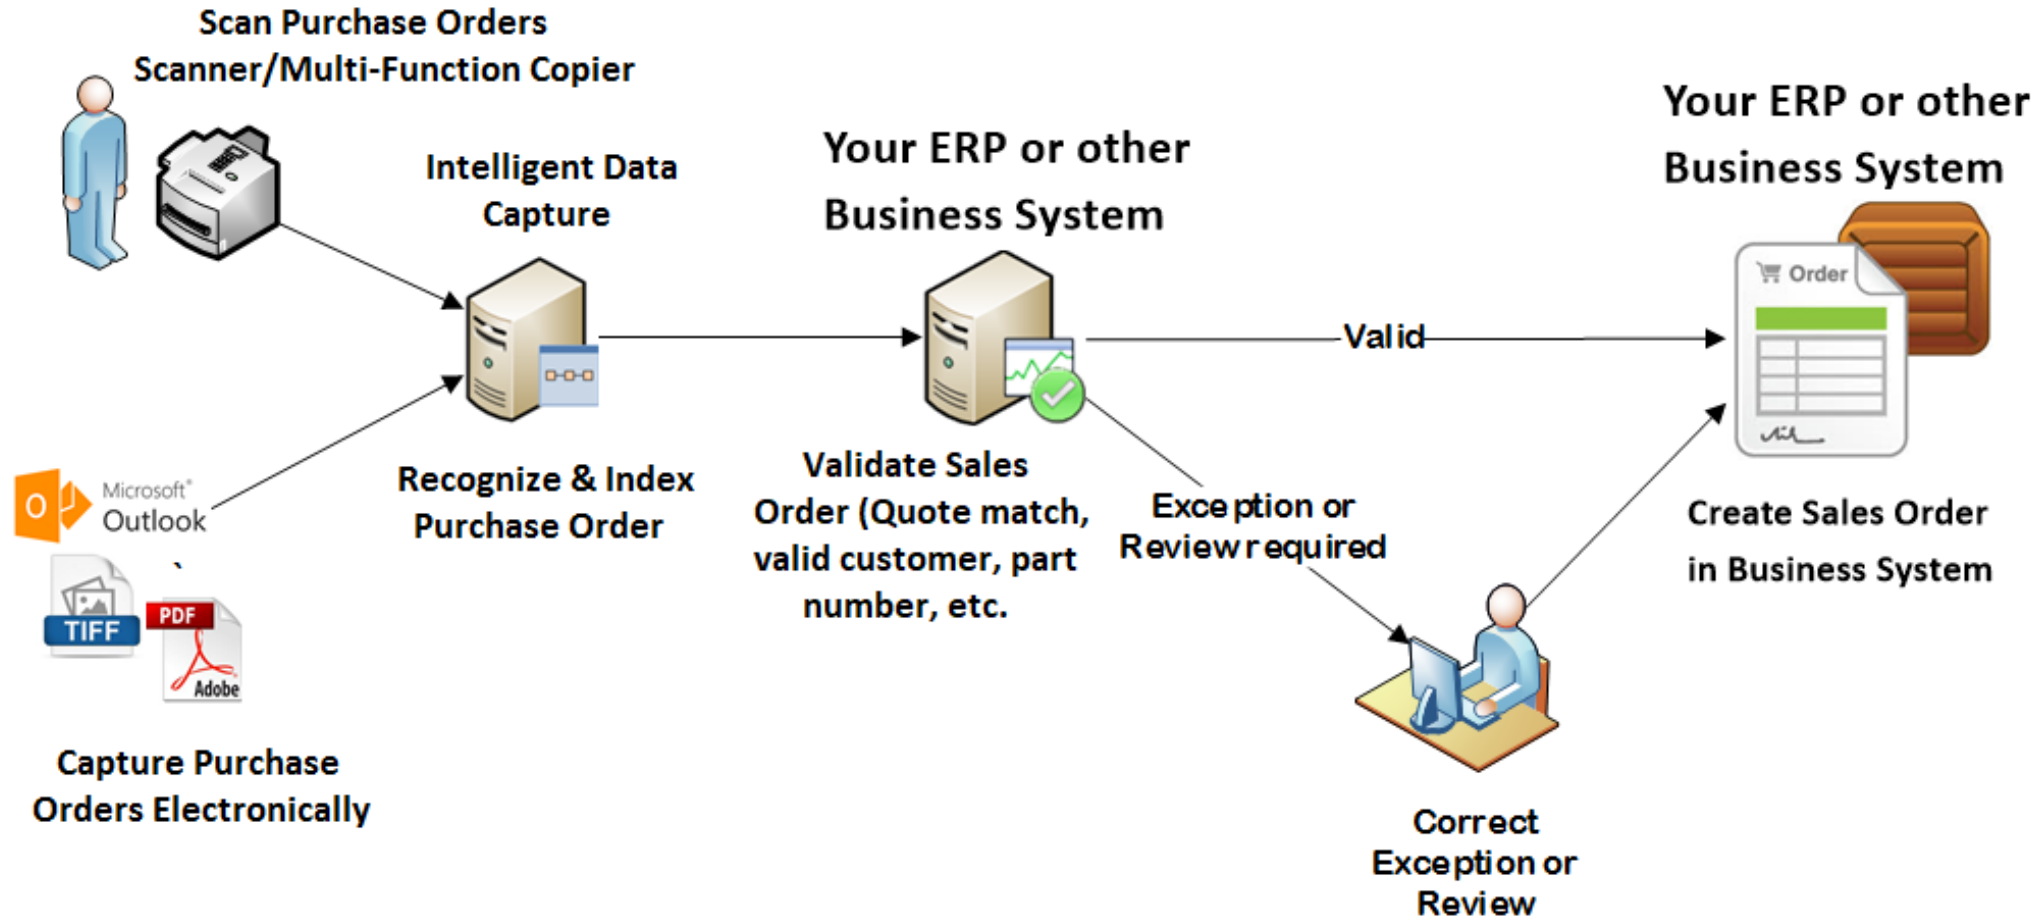 Scan Purchase Orders
Scanner/Multi-Function Copier
Intelligent Data
Capture
Your ERP or other
Business System
Your ERP or other
Business System
Order
Valid
Recognize & Index
Purchase Order
Validate Sales
Order (Quote match,
valid customer, part
number, etc.
Exception or
Review required
Create Sales Order
in Business System
O
Microsoft®
Outlook
TIFF
PDF
Adobe
Capture Purchase
Orders Electronically
Correct
Exception or
Review